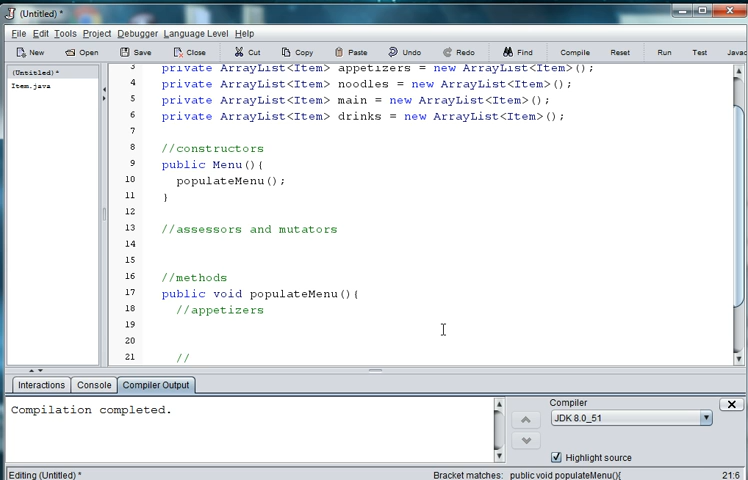 (Untitled) *
File Edit Tools Project Debugger Language Level Help
New Open Save Close Cut Copy Paste Undo Redo Find Compile Reset Run Test Javac
(Untitled) *
Item.java
3 private ArrayList<Item> appetizers = new ArrayList<Item>();
4 private ArrayList<Item> noodles = new ArrayList<Item>();
5 private ArrayList<Item> main = new ArrayList<Item>();
6 private ArrayList<Item> drinks = new ArrayList<Item>();
7
8 //constructors
9 public Menu(){
10 populateMenu();
11 }
12
13 //assessors and mutators
14
15
16 //methods
17 public void populateMenu(){
18 //appetizers
19
20
21 //
Interactions Console Compiler Output
Compilation completed.
Compiler
JDK 8.0_51
Highlight source
Editing (Untitled) * Bracket matches: public void populateMenu(){ 21:6